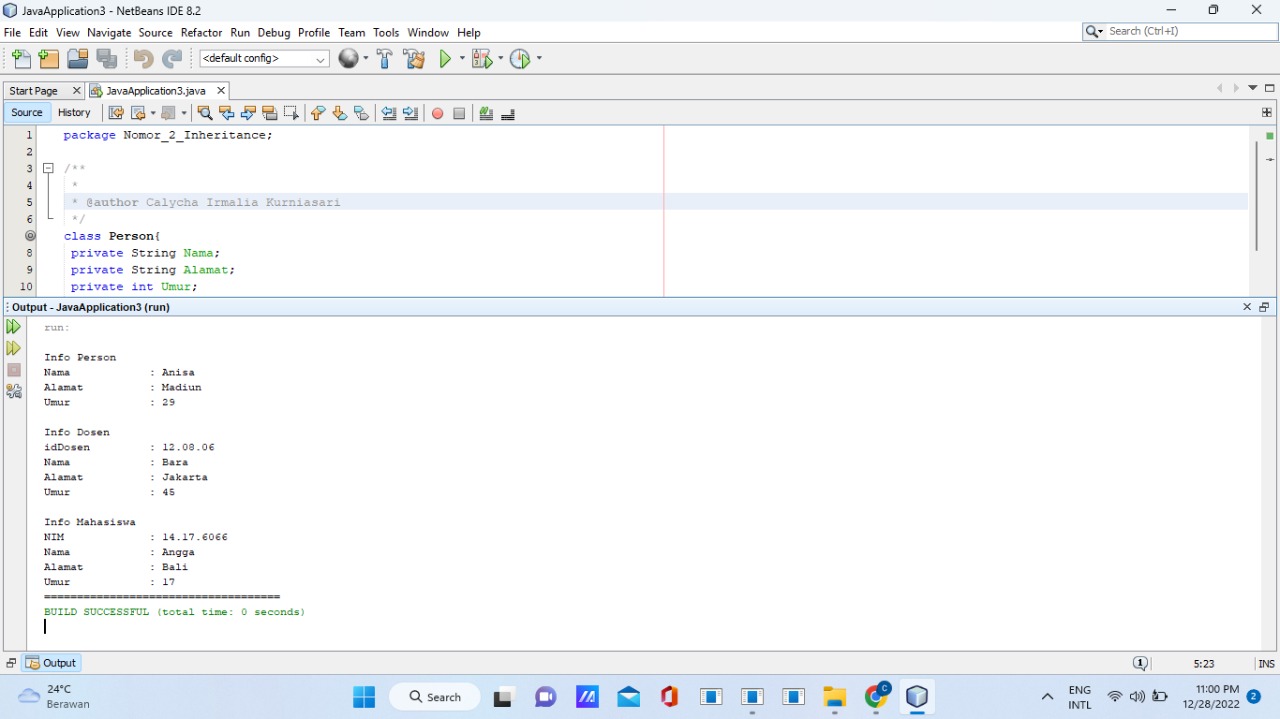 JavaApplication3 - NetBeans IDE 8.2
File Edit View Navigate Source Refactor Run Debug Profile Team Tools Window Help
Search (Ctrl+I)
<default config>
Start Page
JavaApplication3.java
Source History
1 package Nomor_2_Inheritance;
2
3 /**
4 *
5 * @author Calycha Irmalia Kurniasari
6 */
class Person{
8 private String Nama;
9 private String Alamat;
10 private int Umur;
Output - JavaApplication3 (run)
run:
Info Person
Nama : Anisa
Alamat : Madiun
Umur : 29
Info Dosen
idDosen : 12.08.06
Nama : Bara
Alamat : Jakarta
Umur : 45
Info Mahasiswa
NIM : 14.17.6066
Nama : Angga
Alamat : Bali
Umur : 17
====================================
BUILD SUCCESSFUL (total time: 0 seconds)
Output
1
5:23
INS
24°C
Berawan
Search
C
ENG
INTL
11:00 PM
12/28/2022
2